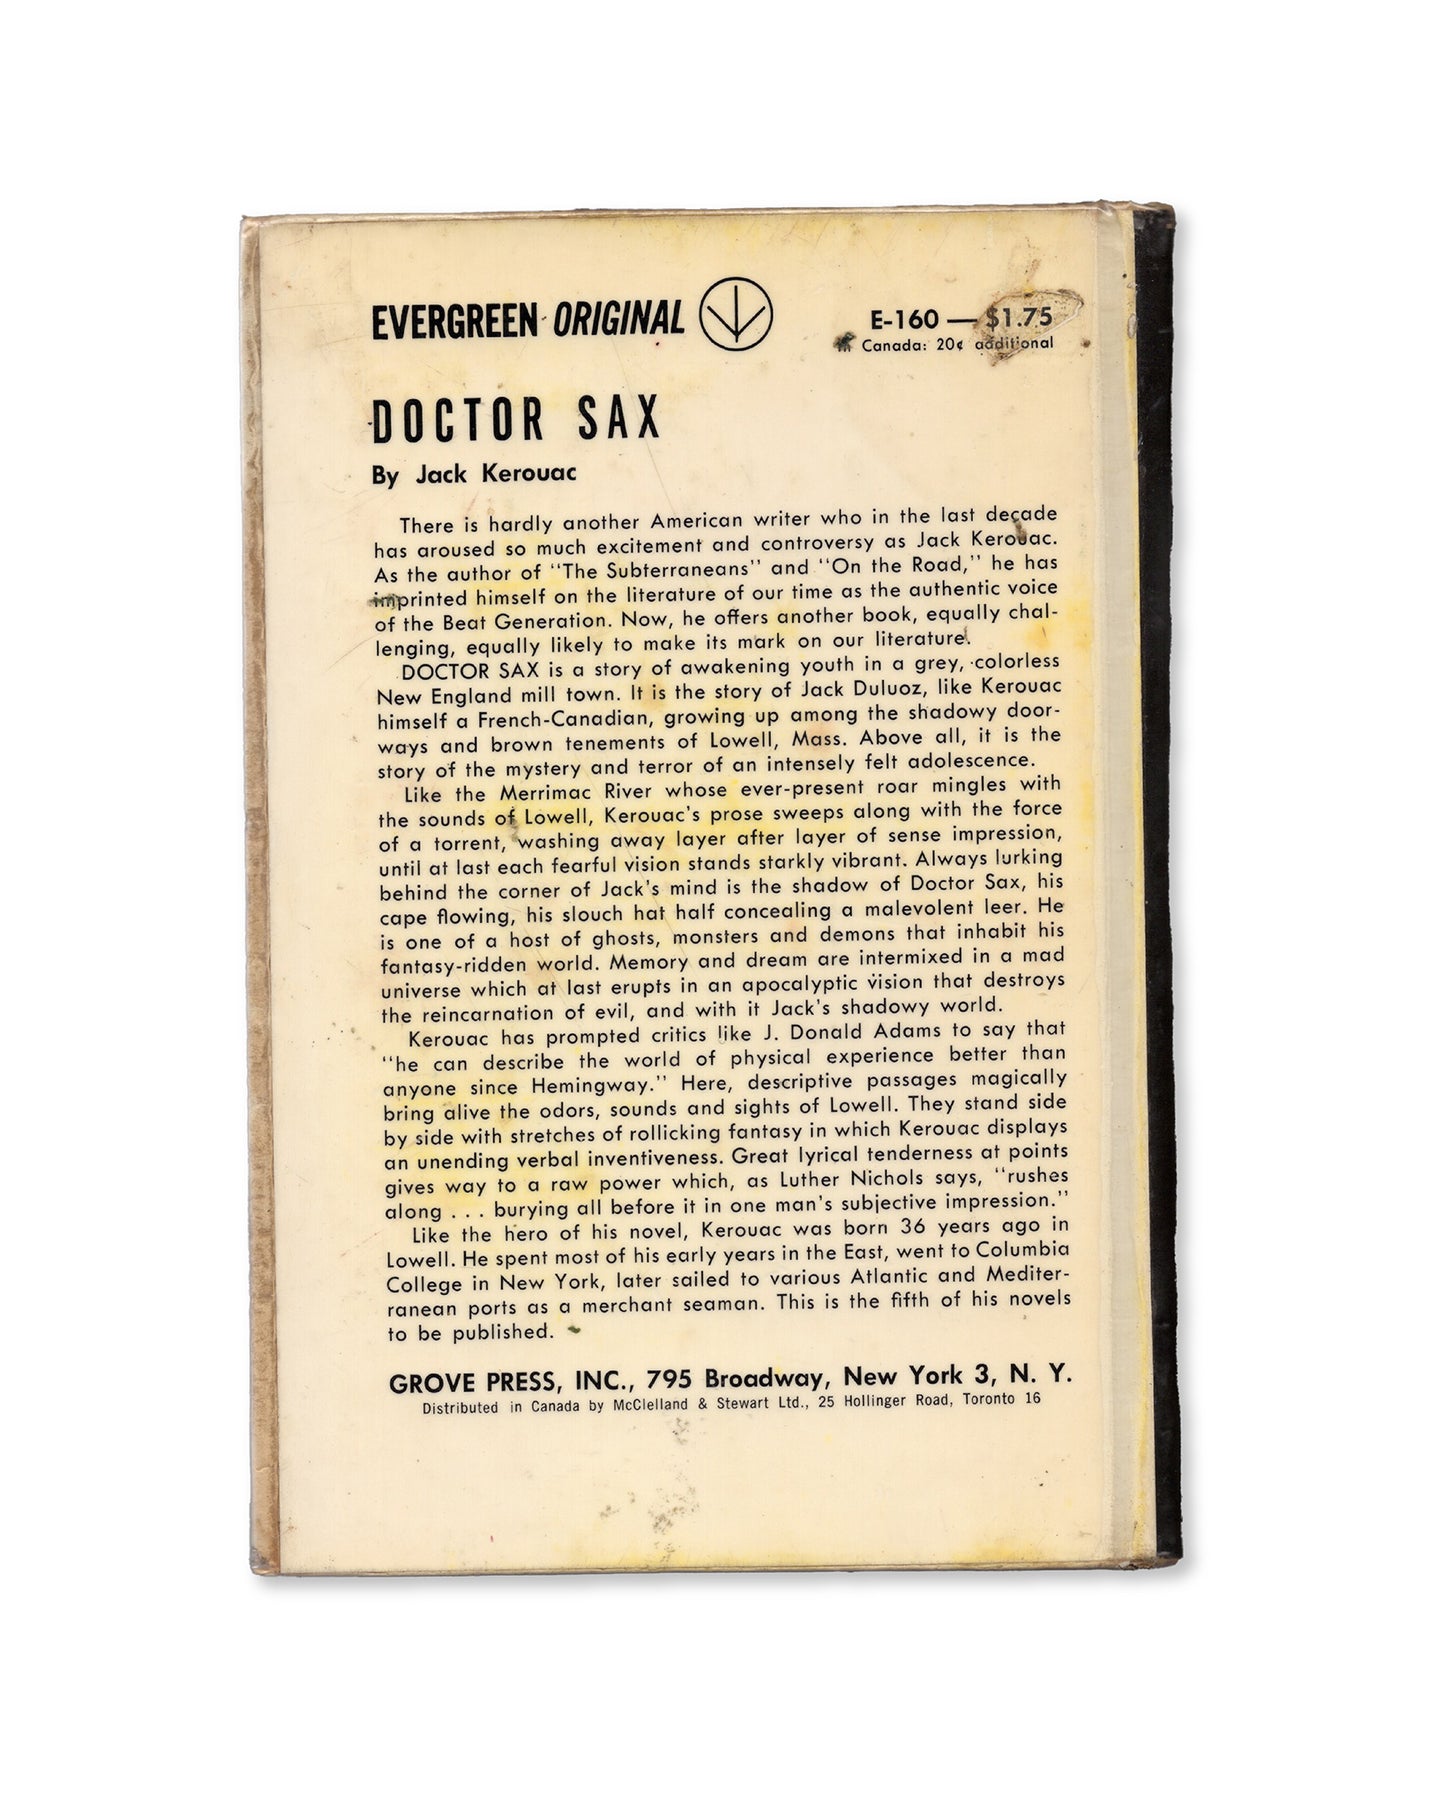 EVERGREEN ORIGINAL
E-160 — $1.75
In Canada: 20¢ additional
DOCTOR SAX
By Jack Kerouac
There is hardly another American writer who in the last decade
has aroused so much excitement and controversy as Jack Kerouac.
As the author of "The Subterraneans" and "On the Road," he has
imprinted himself on the literature of our time as the authentic voice
of the Beat Generation. Now, he offers another book, equally chal-
lenging, equally likely to make its mark on our literature.
DOCTOR SAX is a story of awakening youth in a grey, colorless
New England mill town. It is the story of Jack Duluoz, like Kerouac
himself a French-Canadian, growing up among the shadowy door-
ways and brown tenements of Lowell, Mass. Above all, it is the
story of the mystery and terror of an intensely felt adolescence.
Like the Merrimac River whose ever-present roar mingles with
the sounds of Lowell, Kerouac's prose sweeps along with the force
of a torrent, washing away layer after layer of sense impression,
until at last each fearful vision stands starkly vibrant. Always lurking
behind the corner of Jack's mind is the shadow of Doctor Sax, his
cape flowing, his slouch hat half concealing a malevolent leer. He
is one of a host of ghosts, monsters and demons that inhabit his
fantasy-ridden world. Memory and dream are intermixed in a mad
universe which at last erupts in an apocalyptic vision that destroys
the reincarnation of evil, and with it Jack's shadowy world.
Kerouac has prompted critics like J. Donald Adams to say that
"he can describe the world of physical experience better than
anyone since Hemingway." Here, descriptive passages magically
bring alive the odors, sounds and sights of Lowell. They stand side
by side with stretches of rollicking fantasy in which Kerouac displays
an unending verbal inventiveness. Great lyrical tenderness at points
gives way to a raw power which, as Luther Nichols says, "rushes
along . . . burying all before it in one man's subjective impression."
Like the hero of his novel, Kerouac was born 36 years ago in
Lowell. He spent most of his early years in the East, went to Columbia
College in New York, later sailed to various Atlantic and Mediter-
ranean ports as a merchant seaman. This is the fifth of his novels
to be published.
GROVE PRESS, INC., 795 Broadway, New York 3, N. Y.
Distributed in Canada by McClelland & Stewart Ltd., 25 Hollinger Road, Toronto 16